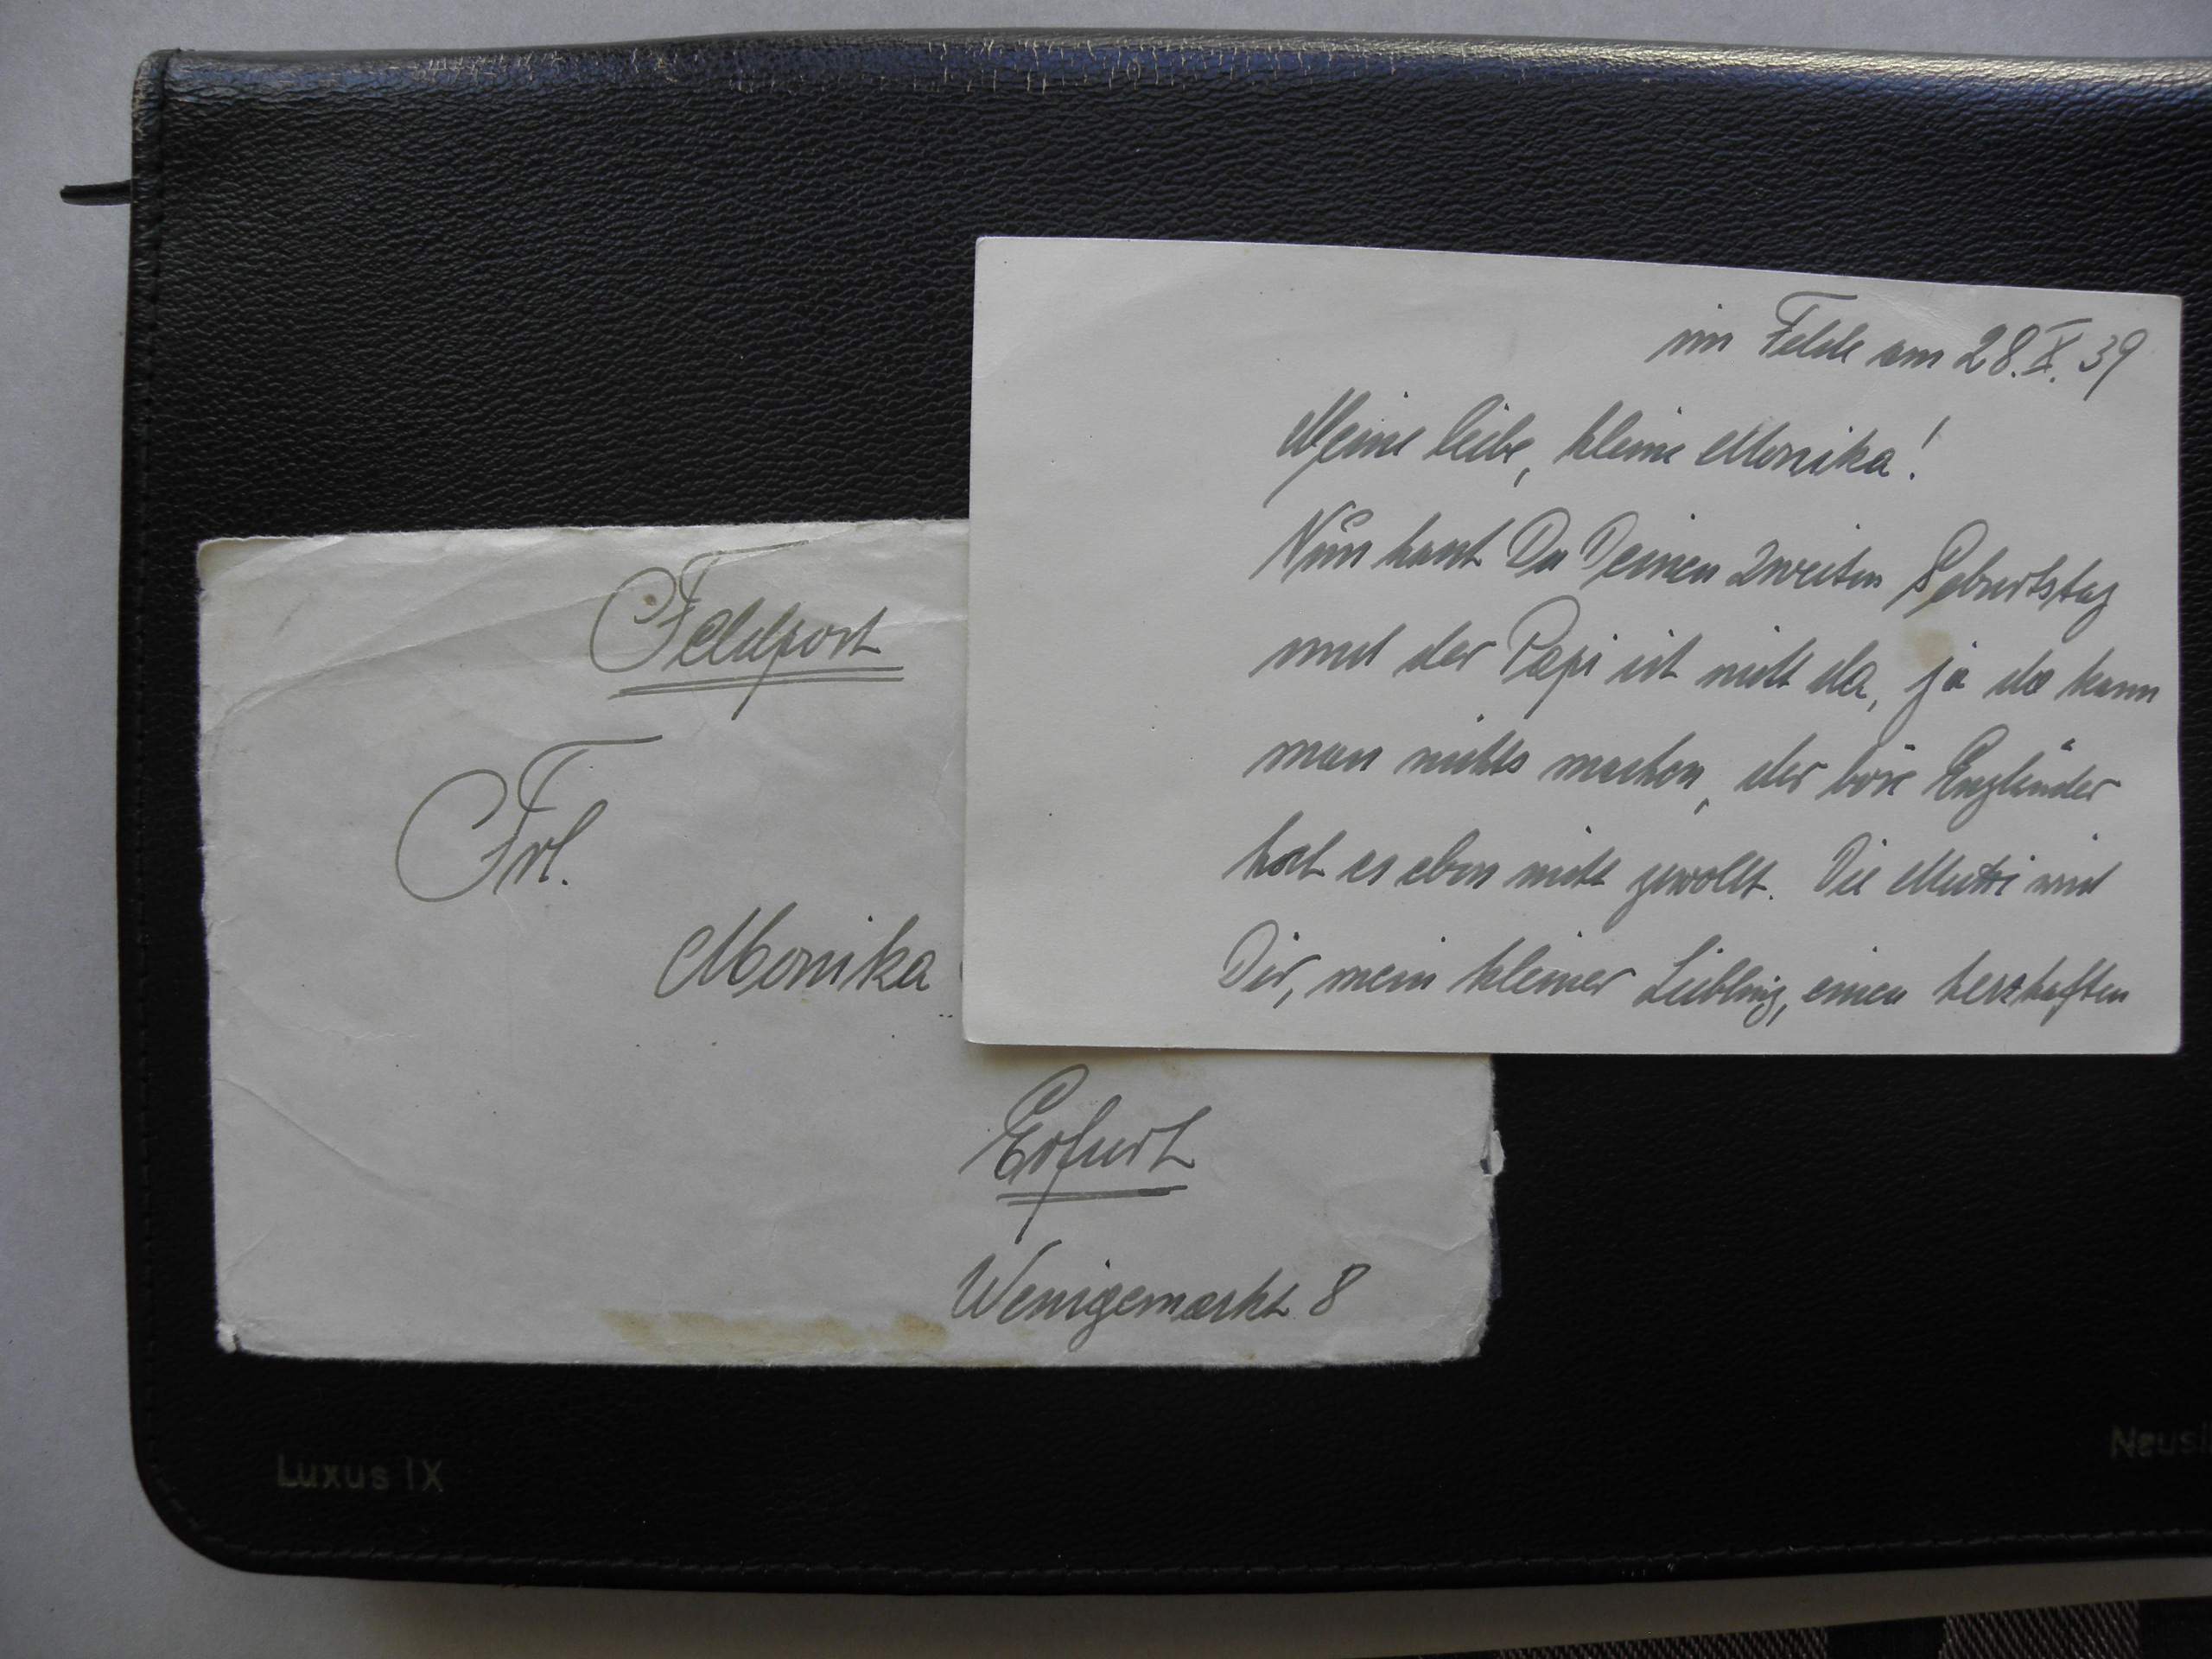 Feldpost
Frl.
Monika
Erfurt
Wenigemarkt 8
im Felde am 28.X.39
Meine liebe, kleine Monika!
Nun hast Du Deinen zweiten Geburtstag
und der Papi ist nicht da, ja da kann
man nichts machen, der böse Engländer
hat es eben nicht gewollt. Die Mutti wird
Dir, mein kleiner Liebling, einen herzhaften
Luxus IX
Neusil